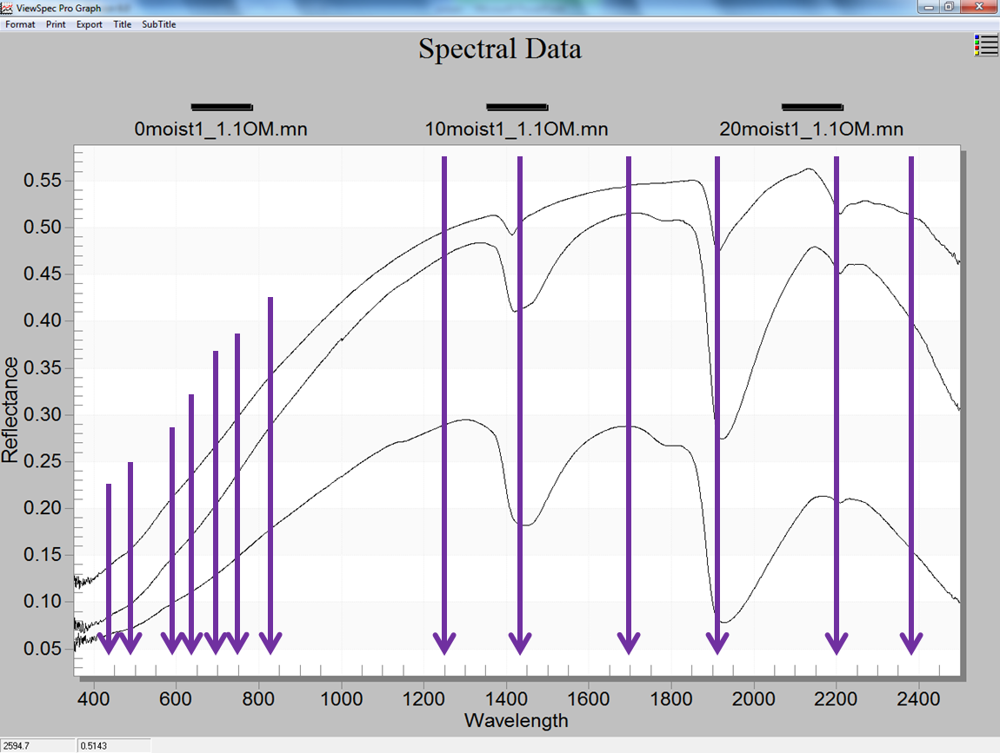 ViewSpec Pro Graph
Format Print Export Title SubTitle
Spectral Data
0moist1_1.1OM.mn 10moist1_1.1OM.mn 20moist1_1.1OM.mn
0.55
0.50
0.45
0.40
0.35
0.30
0.25
0.20
0.15
0.10
0.05
Reflectance
400 600 800 1000 1200 1400 1600 1800 2000 2200 2400
Wavelength
2594.7 0.5143